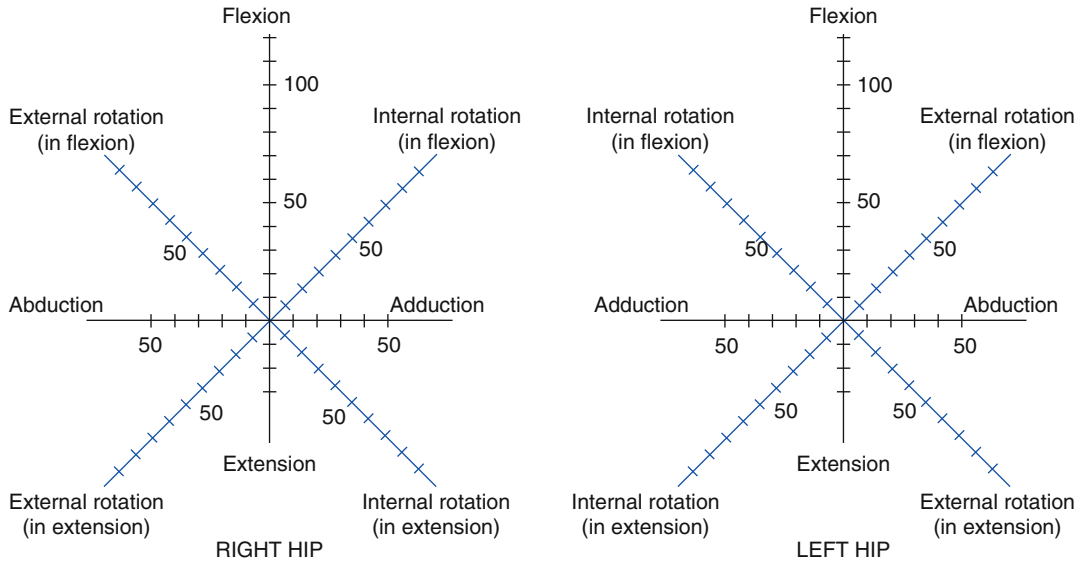 Flexion
100
External rotation
(in flexion)
Internal rotation
(in flexion)
50
50
50
Abduction
Adduction
50
50
50
50
Extension
External rotation
(in extension)
Internal rotation
(in extension)
RIGHT HIP
Flexion
100
Internal rotation
(in flexion)
External rotation
(in flexion)
50
50
50
Adduction
Abduction
50
50
50
50
Extension
Internal rotation
(in extension)
External rotation
(in extension)
LEFT HIP